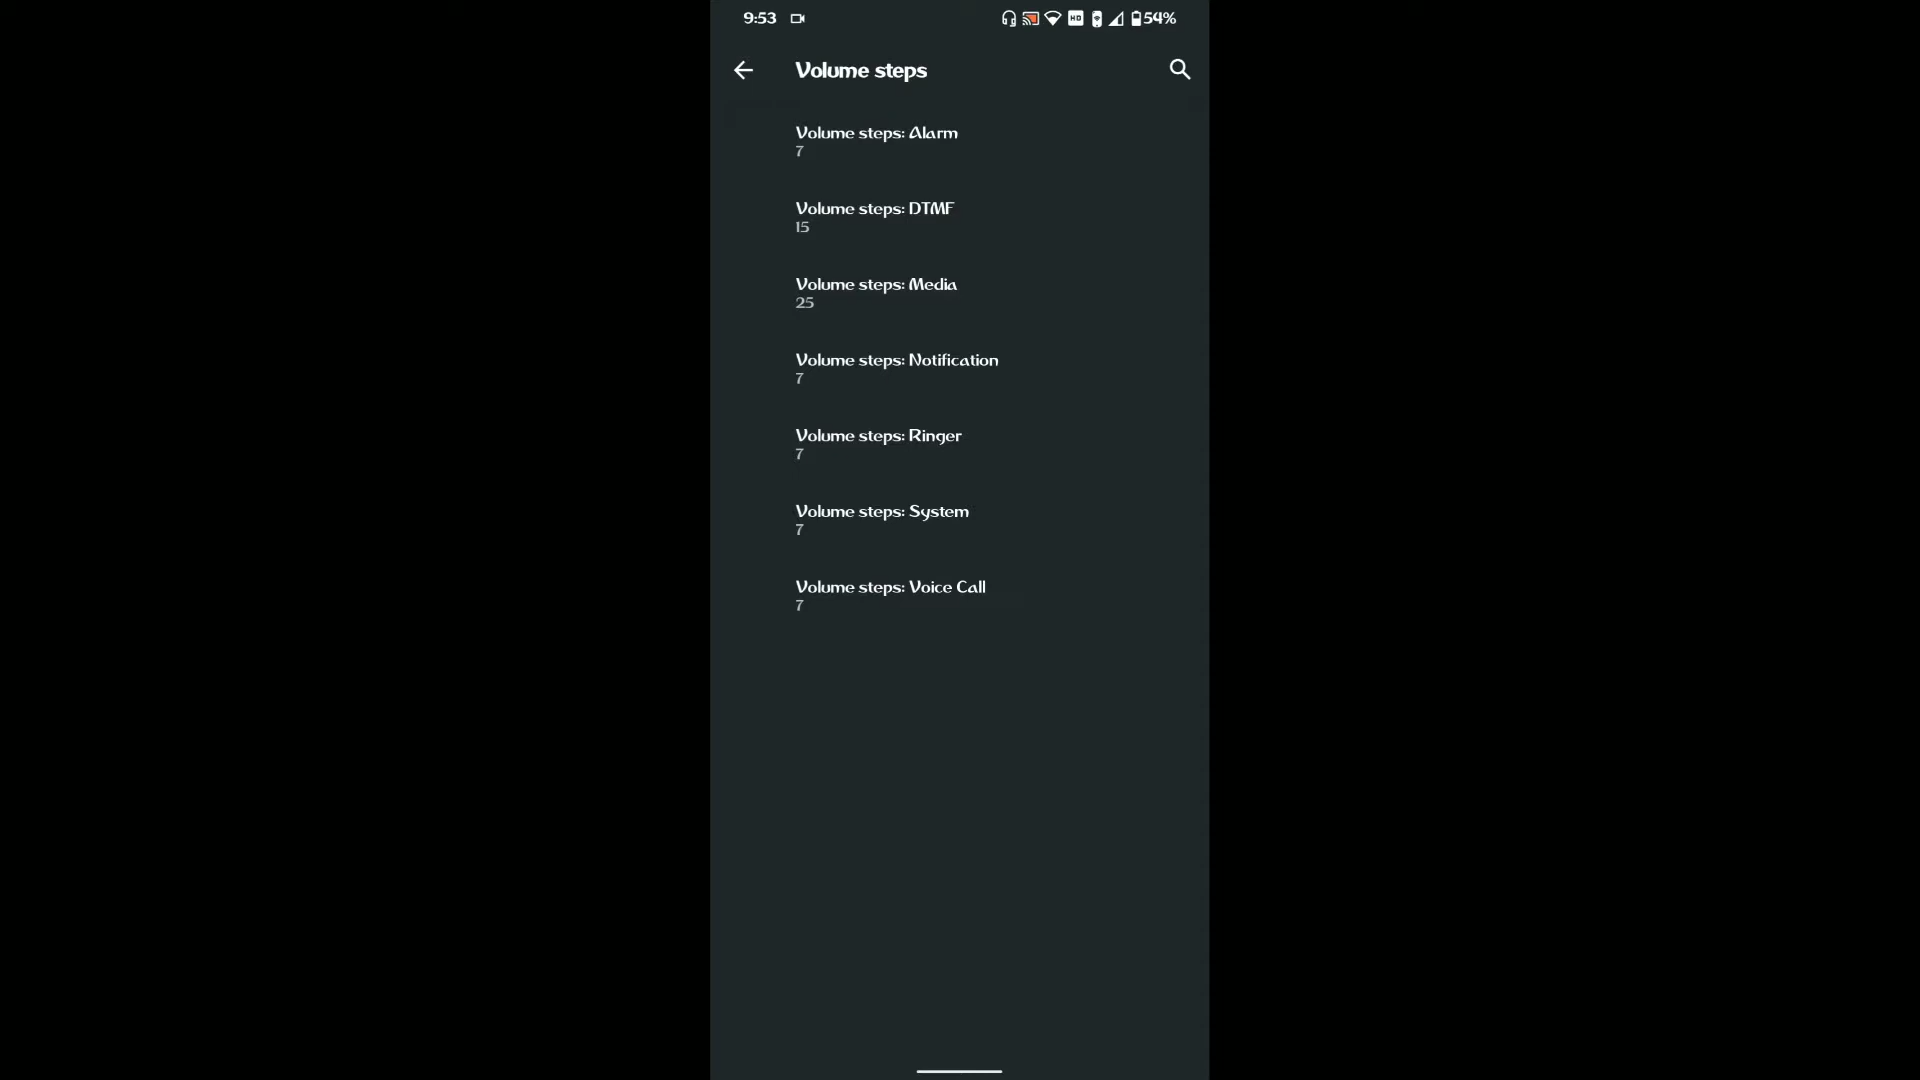 9:53 HD 54%
Volume steps
Volume steps: Alarm
7
Volume steps: DTMF
15
Volume steps: Media
25
Volume steps: Notification
7
Volume steps: Ringer
7
Volume steps: System
7
Volume steps: Voice Call
7